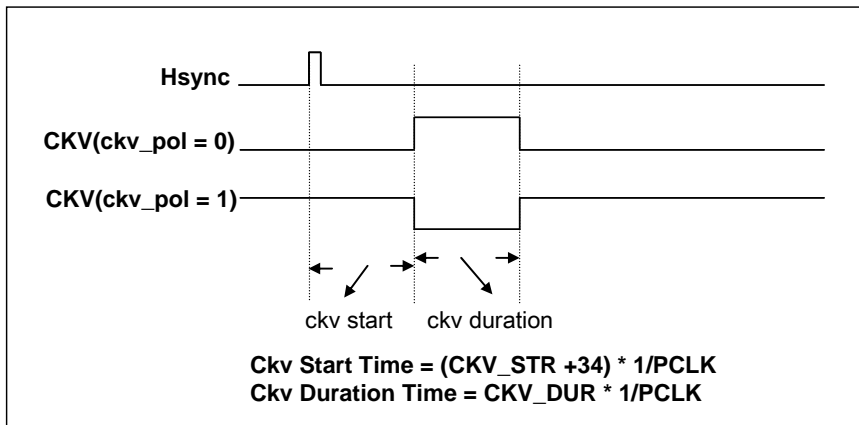 Hsync
CKV(ckv_pol = 0)
CKV(ckv_pol = 1)
ckv start ckv duration
Ckv Start Time = (CKV_STR +34) * 1/PCLK
Ckv Duration Time = CKV_DUR * 1/PCLK